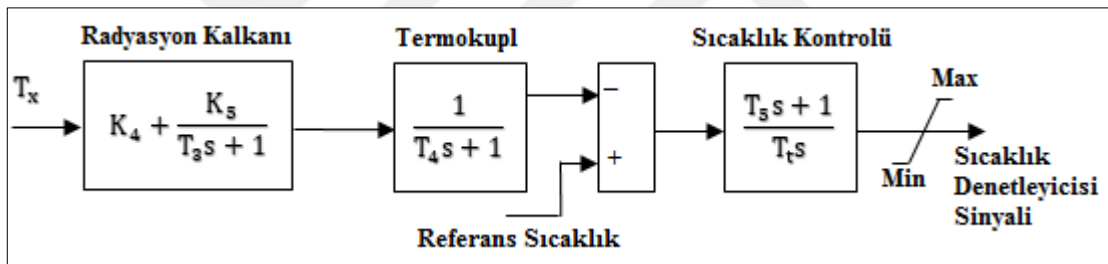 Radyasyon Kalkanı
Termokupl
Sıcaklık Kontrolü
Tₓ
K₄ + K₅ / (T₃s + 1)
1 / (T₄s + 1)
−
+
T₅s + 1 / Tₜs
Max
Min
Sıcaklık
Denetleyicisi
Sinyali
Referans Sıcaklık